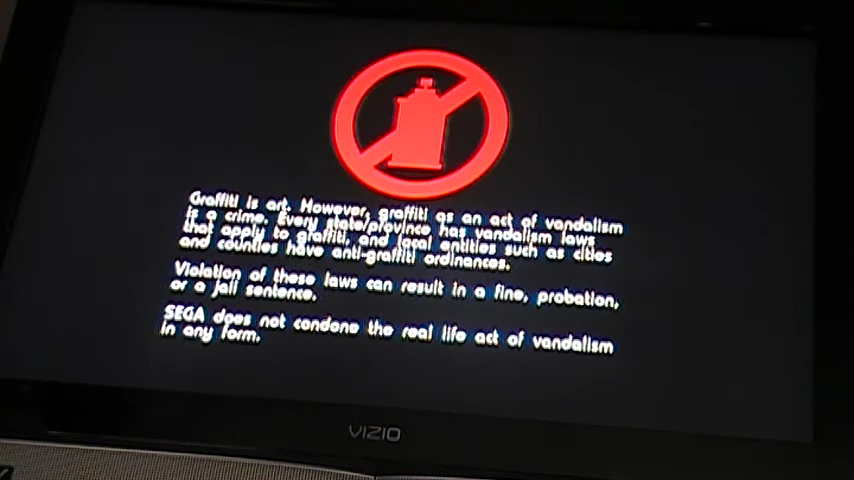 Graffiti is art. However, graffiti as an act of vandalism
is a crime. Every state/province has vandalism laws
that apply to graffiti, and local entities such as cities
and counties have anti-graffiti ordinances.
Violation of these laws can result in a fine, probation,
or a jail sentence.
SEGA does not condone the real life act of vandalism
in any form.
VIZIO